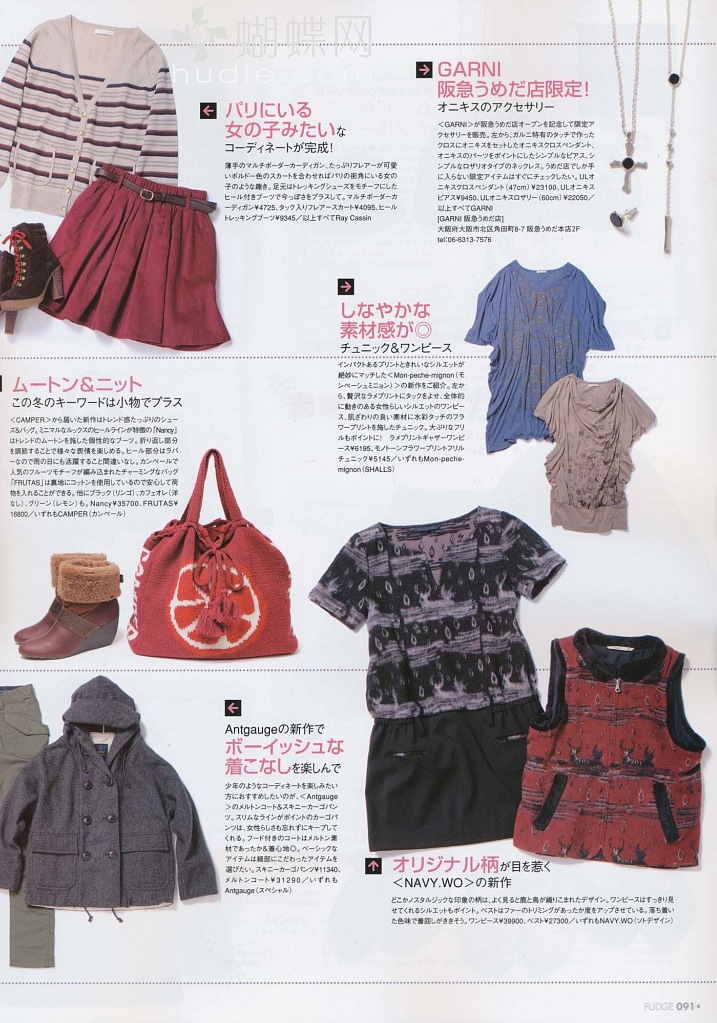 蝴蝶网
hudie.com
パリにいる
女の子みたいな
コーディネートが完成!
薄手のマルチボーダーカーディガン、たっぷりフレアーが可愛
いボルドー色のスカートを合わせればパリの街角にいる女の
子のような趣き。足元はトレッキングシューズをモチーフにした
ヒール付きブーツで今っぽさをプラスして。マルチボーダーカ
ーディガン¥4725、タック入りフレアースカート¥4095、ヒール
トレッキングブーツ¥9345/以上すべてRay Cassin
GARNI
阪急うめだ店限定!
オニキスのアクセサリー
<GARNI>が阪急うめだ店オープンを記念して限定ア
クセサリーを販売。左から、ガルニ特有のタッチで作った
クロスにオニキスをセットしたオニキスクロスペンダント、
オニキスのパーツをポイントにしたシンプルなピアス、シ
ンプルなロザリオタイプのネックレス。うめだ店でしか手
に入らない限定アイテムはすぐにチェックしたい。ULオ
ニキスクロスペンダント(47cm)¥23100、ULオニキス
ピアス¥9450、ULオニキスロザリー(60cm)¥22050/
以上すべてGARNI
[GARNI 阪急うめだ店]
大阪府大阪市北区角田町8-7 阪急うめだ本店2F
tel:06-6313-7576
しなやかな
素材感が◎
チュニック&ワンピース
インパクトあるプリントときれいなシルエットが
絶妙にマッチした<Mon-peche-mignon(モ
ンペーシュミニョン)>の新作をご紹介。左か
ら、贅沢なラメプリントにタックをよせ、全体的
に動きのある女性らしいシルエットのワンピー
ス、肌ざわりの良い素材に水彩タッチのフラ
ワープリントを施したチュニック。大ぶりなフリ
ルもポイントに! ラメプリントギャザーワンピー
ス¥6195、モノトーンフラワープリントフリル
チュニック¥5145/いずれもMon-peche-
mignon(SHALLS)
ムートン&ニット
この冬のキーワードは小物でプラス
<CAMPER>から届いた新作はトレンド感たっぷりのシュー
ズ&バッグ。ミニマルなルックスのヒールラインが特徴の「Nancy」
はトレンドのムートンを施した個性的なブーツ。折り返し部分
を調節することで様々な表情を楽しめる。ヒール部分はラバ
ーなので雨の日にも活躍すること間違いなし。カンペールで
人気のフルーツモチーフが編み込まれたチャーミングなバッグ
「FRUTAS」は裏地にコットンを使用しているので安心して荷
物を入れることができる。他にブラック(リンゴ)、カフェオレ(洋
なし)、グリーン(レモン)も。Nancy¥35700、FRUTAS¥
16800/いずれもCAMPER(カンペール)
Antgaugeの新作で
ボーイッシュな
着こなしを楽しんで
少年のようなコーディネートを楽しみたい
方におすすめしたいのが、<Antgauge>
のメルトンコート&スキニーカーゴパン
ツ。スリムなラインがポイントのカーゴパ
ンツは、女性らしさも忘れずにキープして
くれる。フード付きのコートはメルトン素
材であったか&着心地◎。ベーシックな
アイテムは細部にこだわったアイテムを
選びたい。スキニーカーゴパンツ¥11340、
メルトンコート¥31290/いずれも
Antgauge(スペシャル)
オリジナル柄が目を惹く
<NAVY.WO>の新作
どこかノスタルジックな印象の柄は、よく見ると鹿と鳥が織りこまれたデザイン。ワンピースはすっきり見
せてくれるシルエットもポイント。ベストはファーのトリミングがあったか度をアップさせている。落ち着い
た色味で着回しがききそう。ワンピース¥39900、ベスト¥27300/いずれもNAVY.WO(ソトデザイン)
FUDGE 091